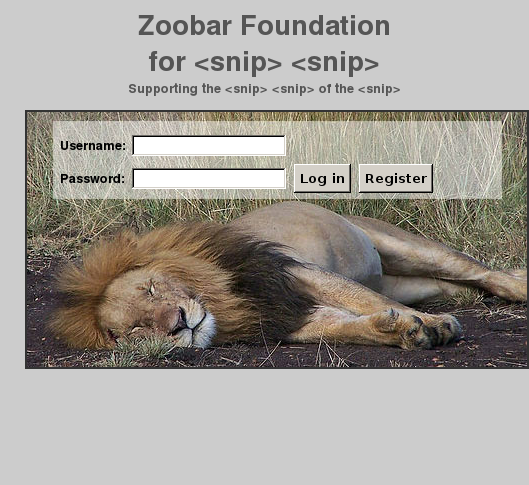 Zoobar Foundation
for <snip> <snip>
Supporting the <snip> <snip> of the <snip>
Username:
Password: Log in Register